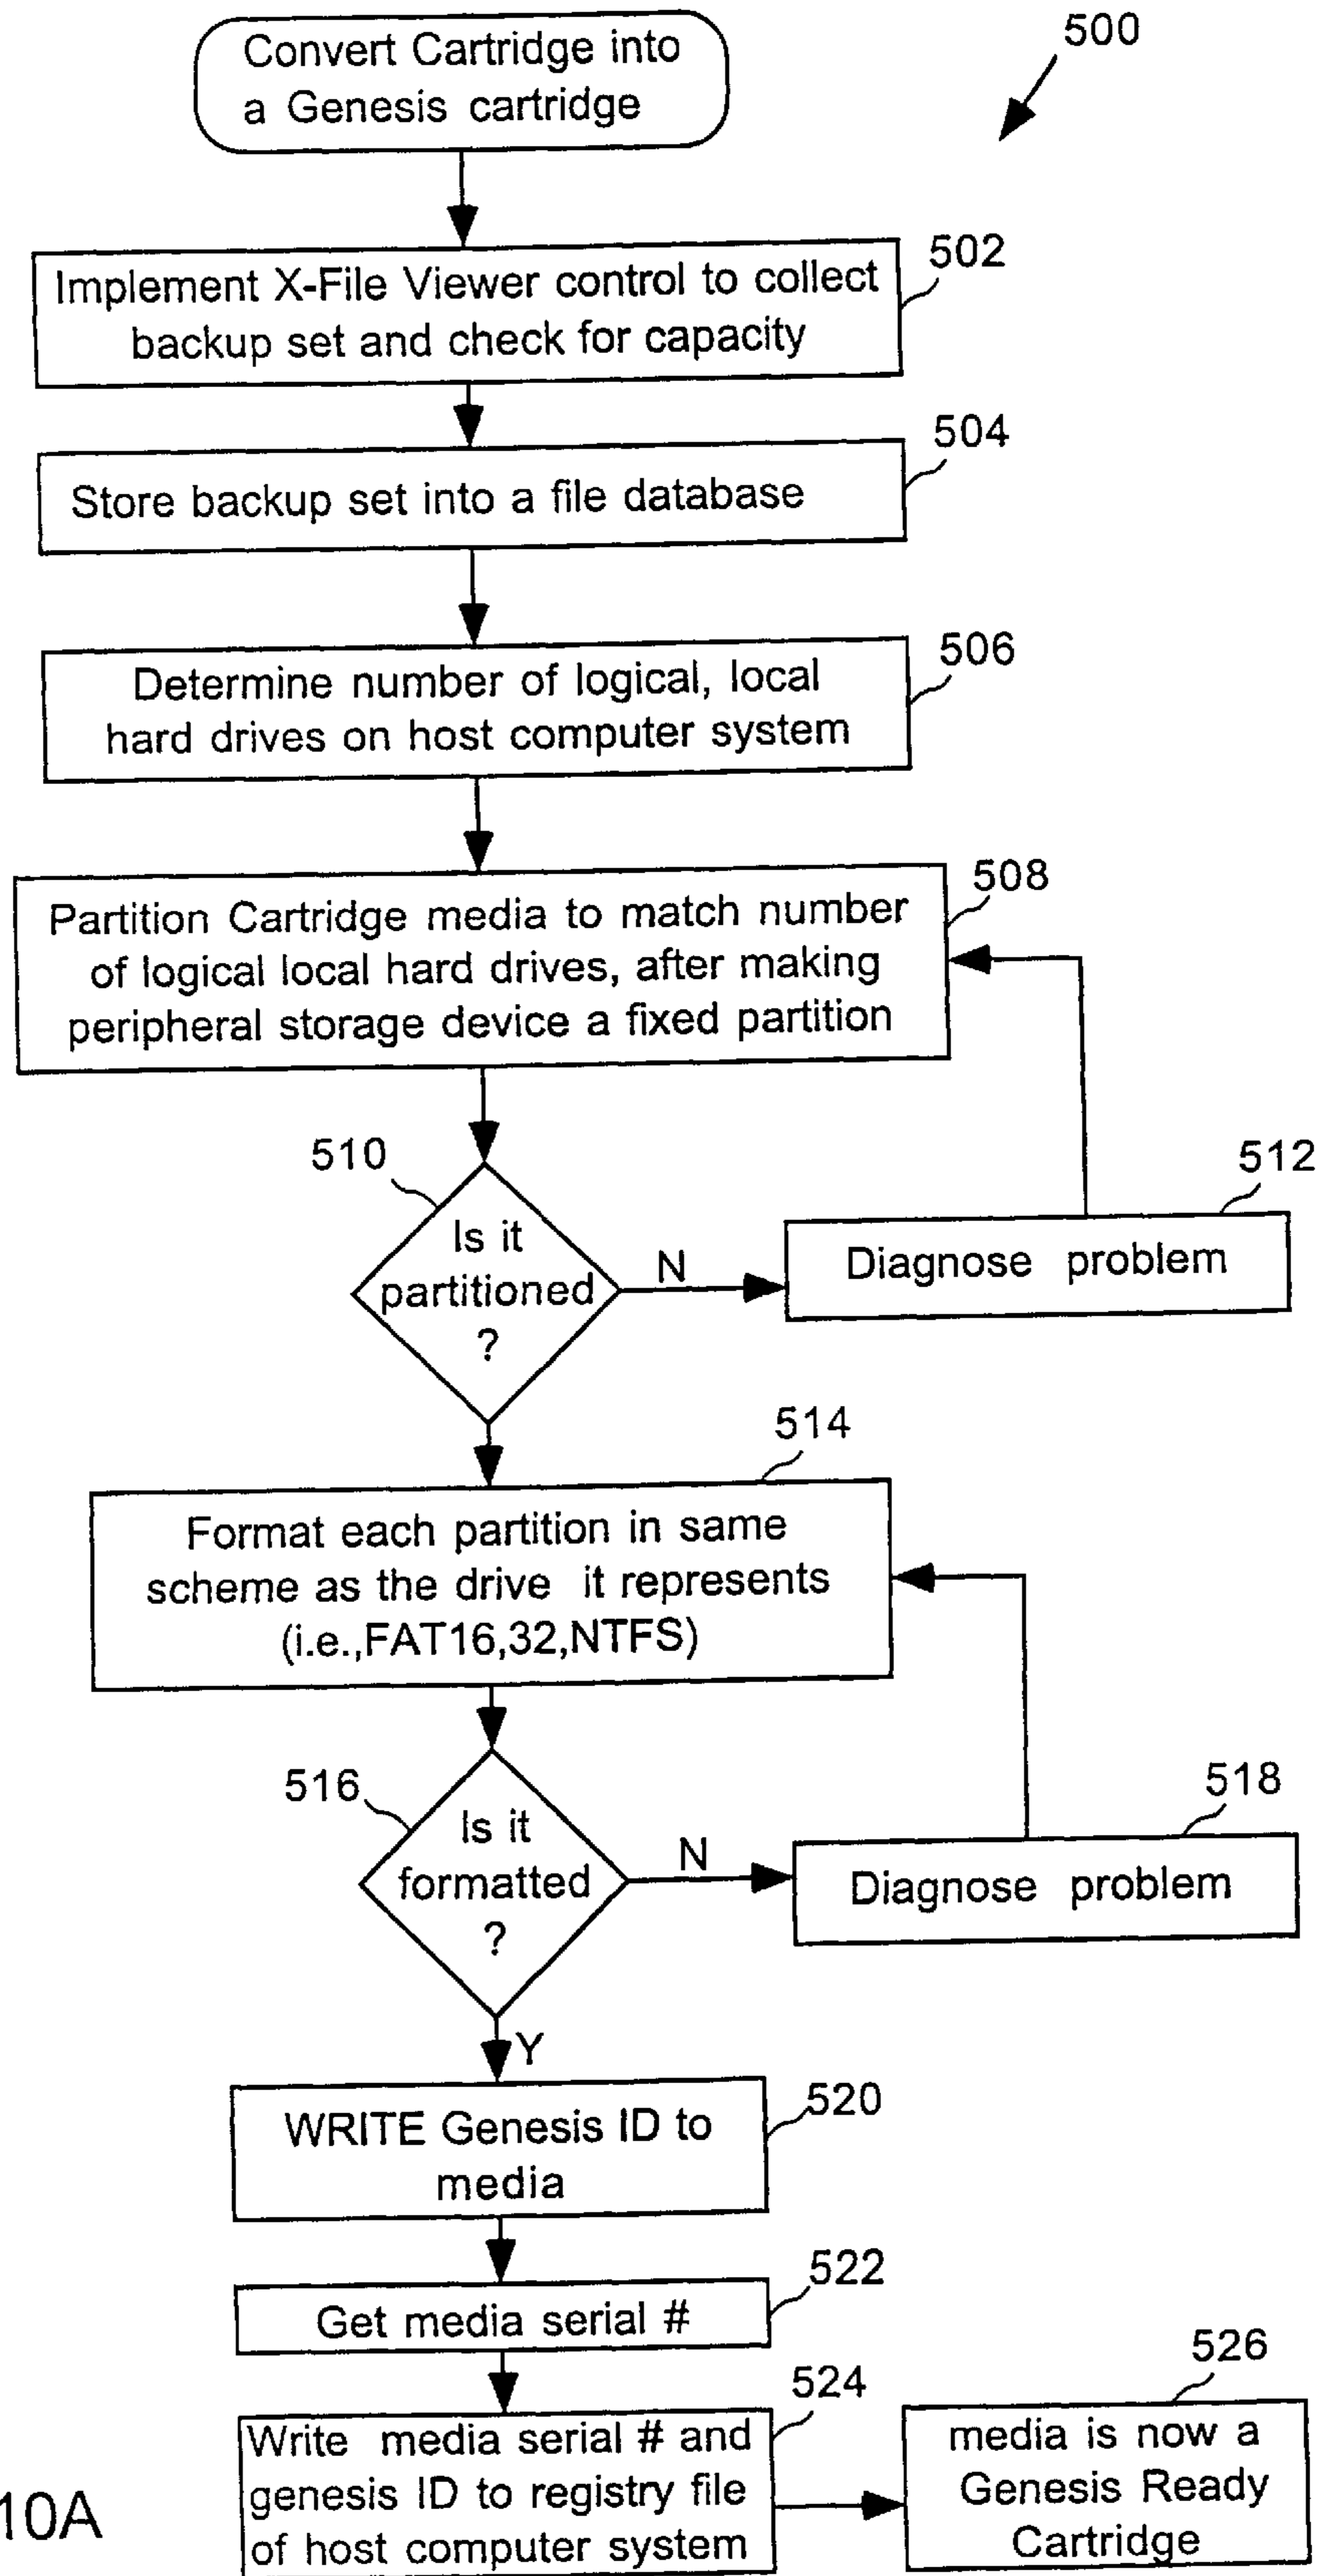 Convert Cartridge into
a Genesis cartridge
500
Implement X-File Viewer control to collect
backup set and check for capacity
502
Store backup set into a file database
504
Determine number of logical, local
hard drives on host computer system
506
Partition Cartridge media to match number
of logical local hard drives, after making
peripheral storage device a fixed partition
508
510
Is it
partitioned
?
N
512
Diagnose problem
514
Format each partition in same
scheme as the drive it represents
(i.e.,FAT16,32,NTFS)
516
Is it
formatted
?
N
518
Diagnose problem
Y
WRITE Genesis ID to
media
520
Get media serial #
522
Write media serial # and
genesis ID to registry file
of host computer system
524
526
media is now a
Genesis Ready
Cartridge
10A